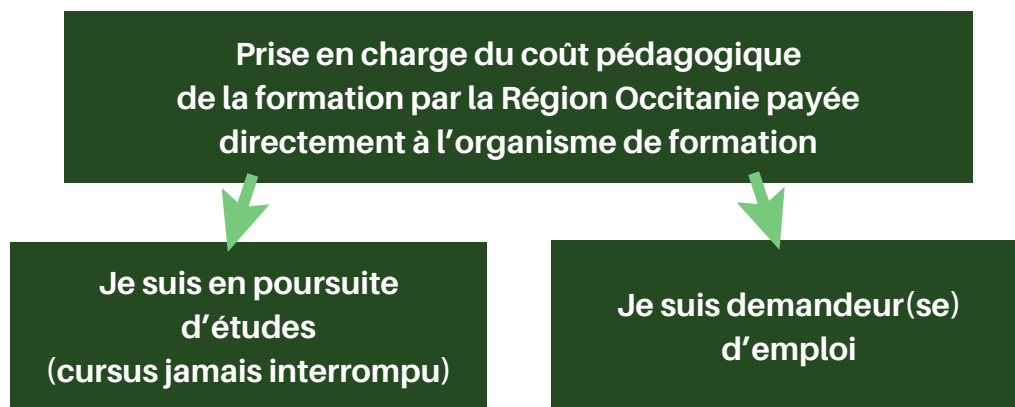 Prise en charge du coût pédagogique
de la formation par la Région Occitanie payée
directement à l’organisme de formation
Je suis en poursuite
d’études
(cursus jamais interrompu)
Je suis demandeur(se)
d’emploi